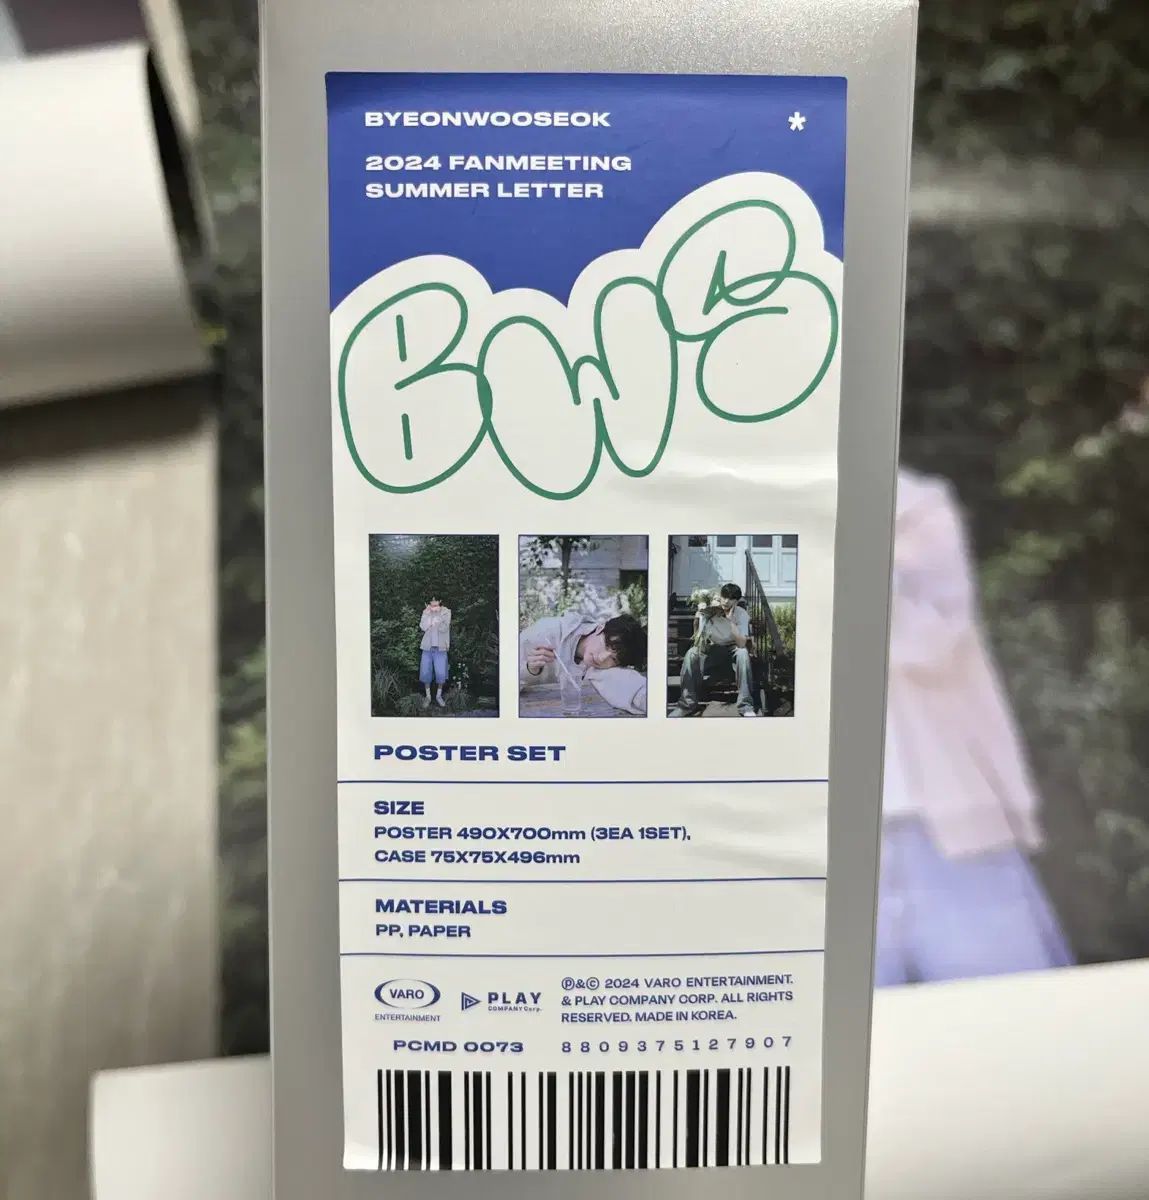 BYEONWOOSEOK
*
2024 FANMEETING
SUMMER LETTER
BWS
POSTER SET
SIZE
POSTER 490X700mm (3EA 1SET),
CASE 75X75X496mm
MATERIALS
PP, PAPER
VARO
ENTERTAINMENT
PLAY
COMPANY Corp.
Ⓟ&© 2024 VARO ENTERTAINMENT.
& PLAY COMPANY CORP. ALL RIGHTS
RESERVED. MADE IN KOREA.
PCMD 0073
8809375127907